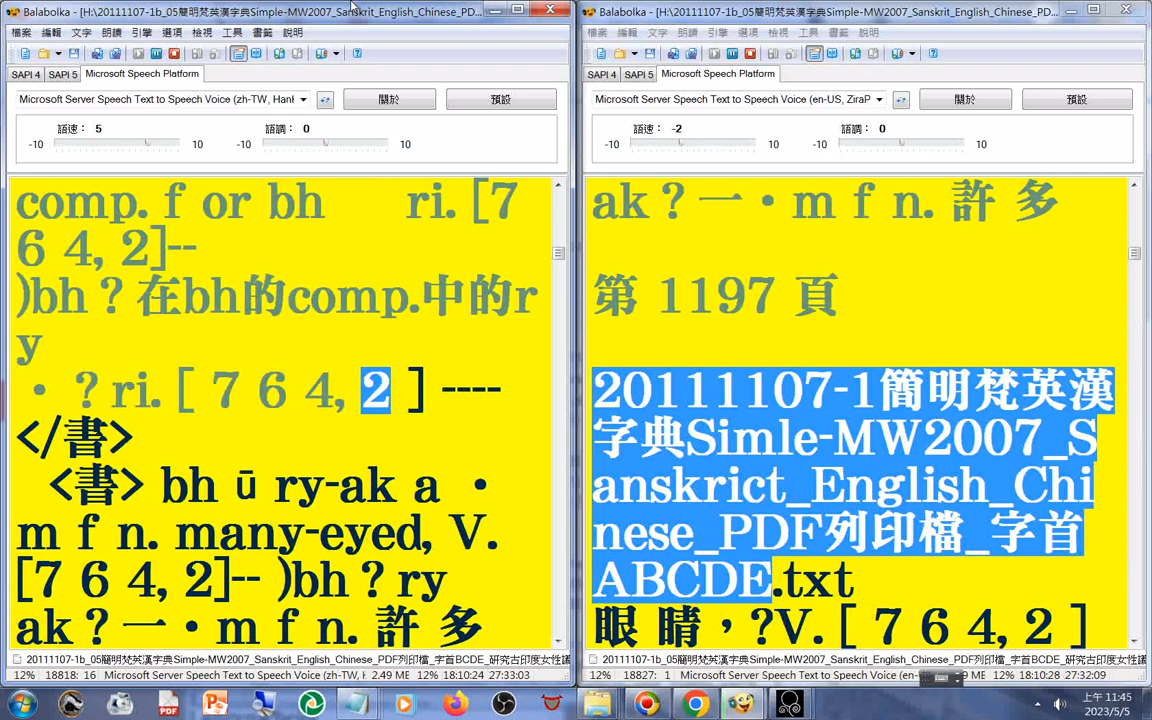 Balabolka - [H:\20111107-1b_05簡明梵英漢字典Simple-MW2007_Sanskrit_English_Chinese_PD...
檔案 編輯 文字 朗讀 引擎 選項 檢視 工具 書籤 說明
SAPI 4 SAPI 5 Microsoft Speech Platform
Microsoft Server Speech Text to Speech Voice (zh-TW, Hanl 關於 預設
語速： 5 語調： 0
-10 10 -10 10
comp. f or bh ri. [7
6 4, 2]--
)bh？在bh的comp.中的r
y
• ？ri. [ 7 6 4, 2 ] ----
</書>
<書> bh ū ry-ak a •
m f n. many-eyed, V.
[7 6 4, 2]-- )bh？ry
ak？一•m f n. 許 多
20111107-1b_05簡明梵英漢字典Simple-MW2007_Sanskrit_English_Chinese_PDF列印檔_字首BCDE_研究古印度女性議
12% 18818: 16 Microsoft Server Speech Text to Speech Voice (zh-TW, H 2.49 MB 12% 18:10:24 27:33:03
Balabolka - [H:\20111107-1b_05簡明梵英漢字典Simple-MW2007_Sanskrit_English_Chinese_PD...
檔案 編輯 文字 朗讀 引擎 選項 檢視 工具 書籤 說明
SAPI 4 SAPI 5 Microsoft Speech Platform
Microsoft Server Speech Text to Speech Voice (en-US, ZiraP 關於 預設
語速： -2 語調： 0
-10 10 -10 10
ak？一•m f n. 許 多
第 1197 頁
20111107-1簡明梵英漢
字典Simle-MW2007_S
anskrict_English_Chi
nese_PDF列印檔_字首
ABCDE.txt
眼 睛，?V. [ 7 6 4, 2 ]
20111107-1b_05簡明梵英漢字典Simple-MW2007_Sanskrit_English_Chinese_PDF列印檔_字首BCDE_研究古印度女性議
12% 18827: 1 Microsoft Server Speech Text to Speech Voice (en-US 12% 18:10:28 27:32:09
PDF
上午 11:45
2023/5/5